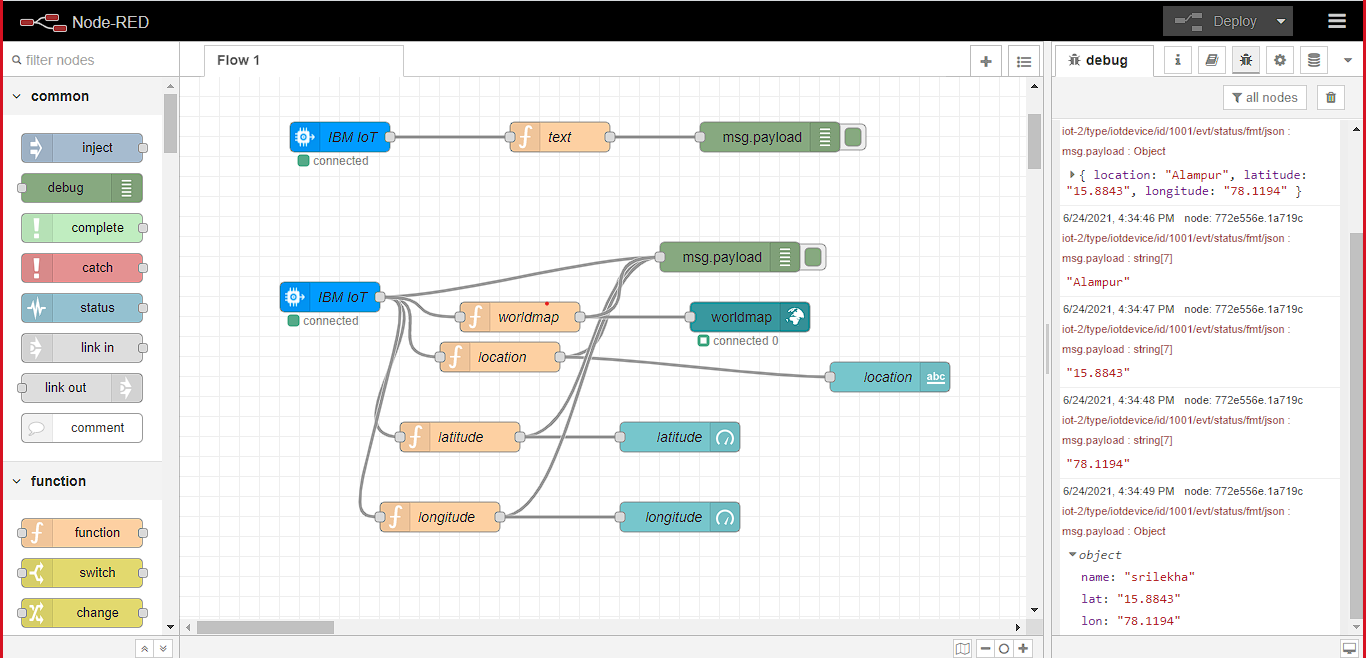 Node-RED
Deploy
filter nodes
common
inject
debug
complete
catch
status
link in
link out
comment
function
function
switch
change
Flow 1
IBM IoT
connected
text
msg.payload
msg.payload
IBM IoT
connected
worldmap
worldmap
connected 0
location
location
abc
latitude
latitude
longitude
longitude
debug
all nodes
iot-2/type/iotdevice/id/1001/evt/status/fmt/json :
msg.payload : Object
{ location: "Alampur", latitude:
"15.8843", longitude: "78.1194" }
6/24/2021, 4:34:46 PM node: 772e556e.1a719c
iot-2/type/iotdevice/id/1001/evt/status/fmt/json :
msg.payload : string[7]
"Alampur"
6/24/2021, 4:34:47 PM node: 772e556e.1a719c
iot-2/type/iotdevice/id/1001/evt/status/fmt/json :
msg.payload : string[7]
"15.8843"
6/24/2021, 4:34:48 PM node: 772e556e.1a719c
iot-2/type/iotdevice/id/1001/evt/status/fmt/json :
msg.payload : string[7]
"78.1194"
6/24/2021, 4:34:49 PM node: 772e556e.1a719c
iot-2/type/iotdevice/id/1001/evt/status/fmt/json :
msg.payload : Object
object
name: "srilekha"
lat: "15.8843"
lon: "78.1194"